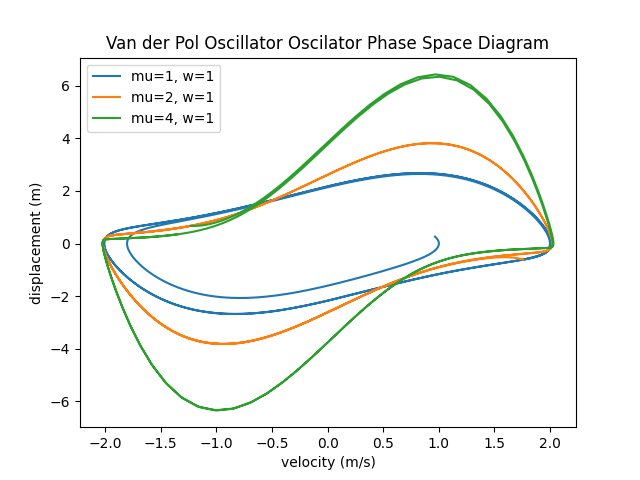 Van der Pol Oscillator Oscilator Phase Space Diagram
mu=1, w=1
mu=2, w=1
mu=4, w=1
displacement (m)
6
4
2
0
−2
−4
−6
−2.0 −1.5 −1.0 −0.5 0.0 0.5 1.0 1.5 2.0
velocity (m/s)